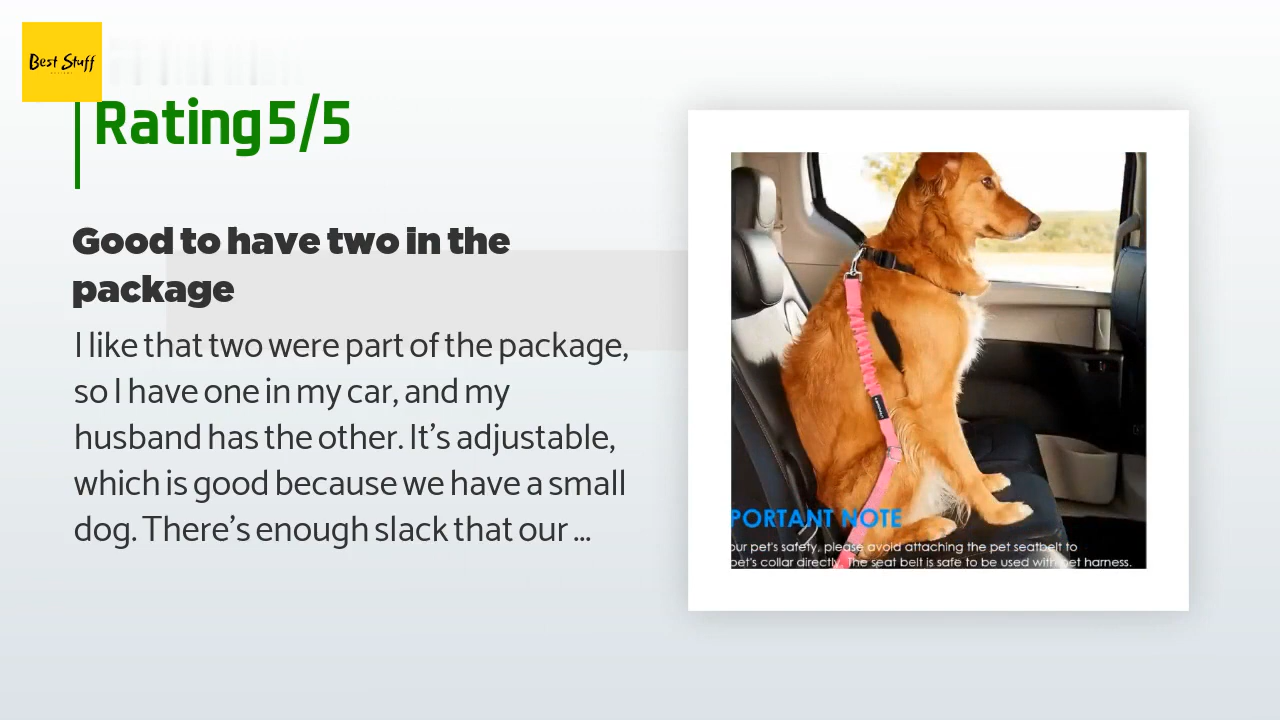 Best Stuff
Rating 5/5
Good to have two in the
package
I like that two were part of the package,
so I have one in my car, and my
husband has the other. It's adjustable,
which is good because we have a small
dog. There's enough slack that our ...
PORTANT NOTE
our pet's safety, please avoid attaching the pet seatbelt to
pet's collar directly. The seat belt is safe to be used with pet harness.